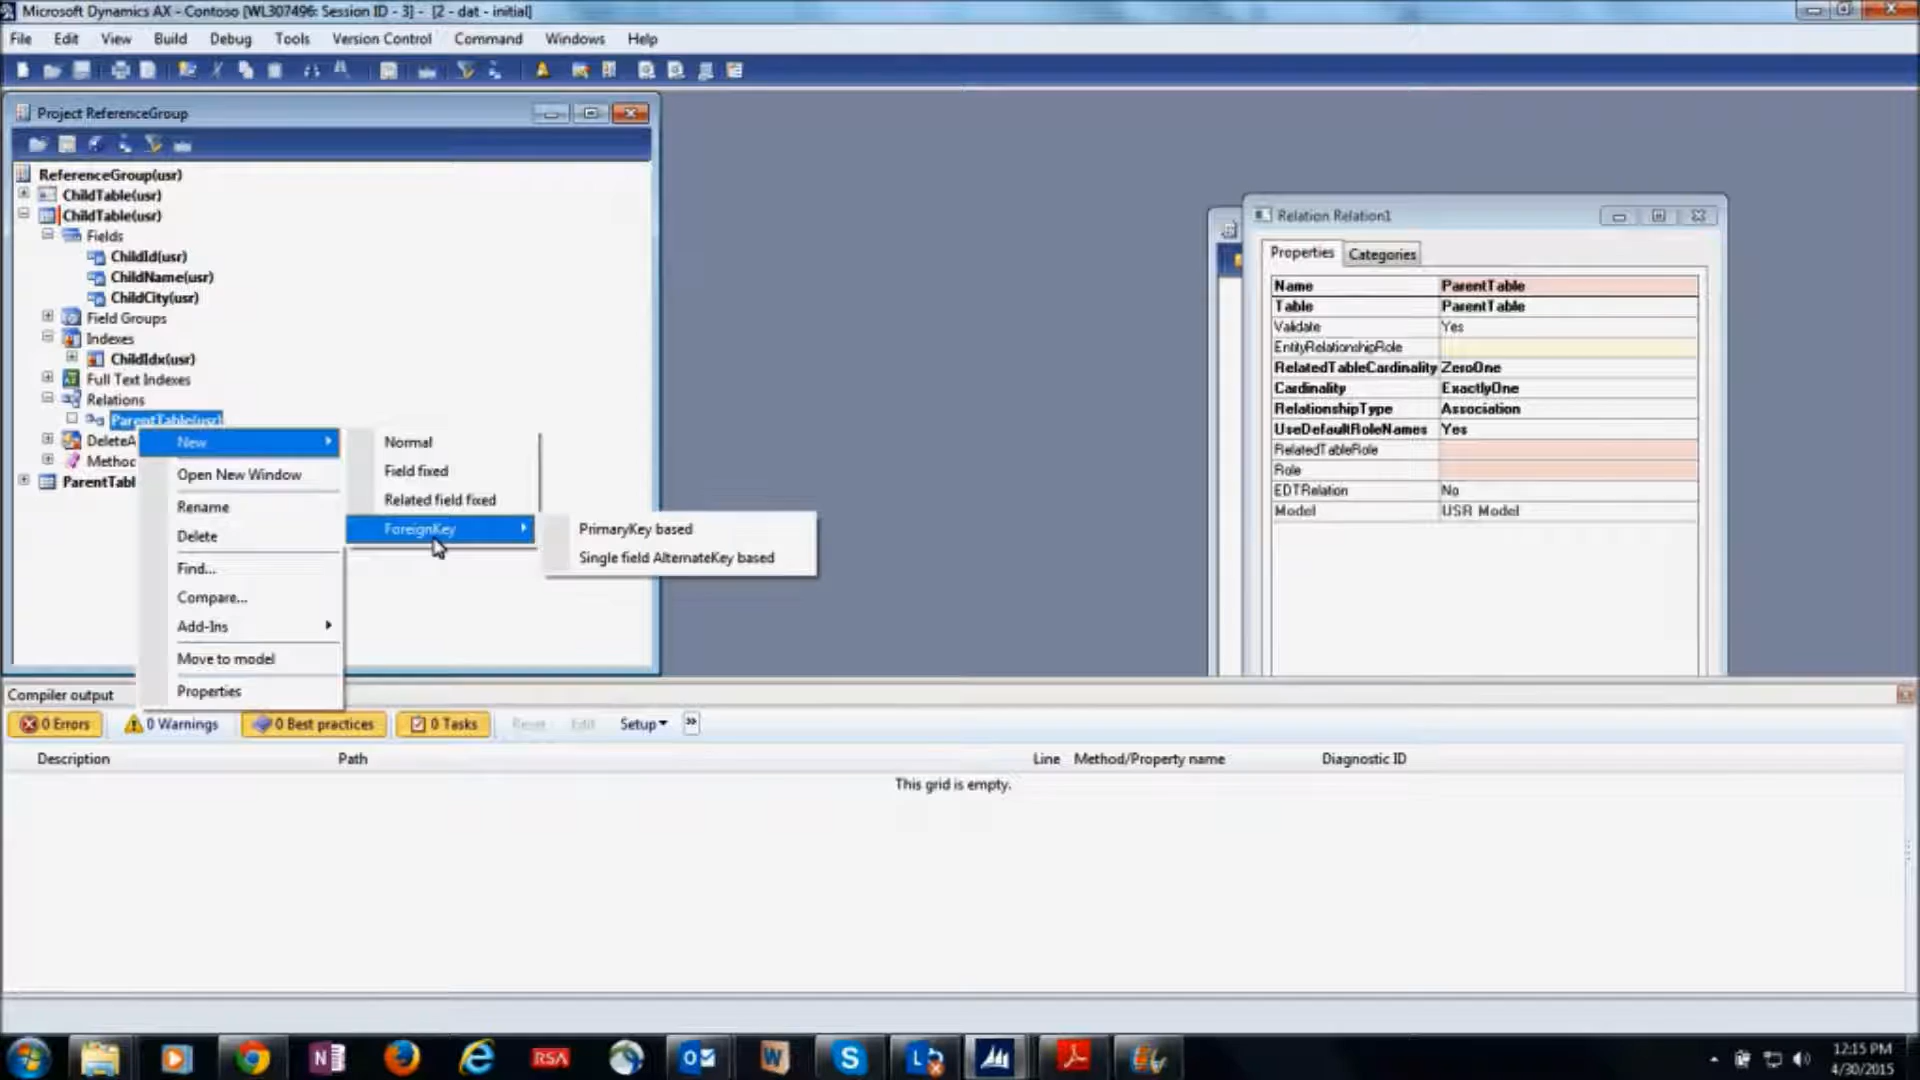 Microsoft Dynamics AX - Contoso [WL307496: Session ID - 3] - [2 - dat - initial]
File Edit View Build Debug Tools Version Control Command Windows Help
Project ReferenceGroup
ReferenceGroup(usr)
ChildTable(usr)
ChildTable(usr)
Fields
ChildId(usr)
ChildName(usr)
ChildCity(usr)
Field Groups
Indexes
ChildIdx(usr)
Full Text Indexes
Relations
ParentTable(usr)
DeleteA
Method
ParentTabl
New
Open New Window
Rename
Delete
Find...
Compare...
Add-Ins
Move to model
Properties
Normal
Field fixed
Related field fixed
ForeignKey
PrimaryKey based
Single field AlternateKey based
Relation Relation1
Properties Categories
Name ParentTable
Table ParentTable
Validate Yes
EntityRelationshipRole
RelatedTableCardinality ZeroOne
Cardinality ExactlyOne
RelationshipType Association
UseDefaultRoleNames Yes
RelatedTableRole
Role
EDTRelation No
Model USR Model
Compiler output
0 Errors 0 Warnings 0 Best practices 0 Tasks Reset Edit Setup
Description Path Line Method/Property name Diagnostic ID
This grid is empty.
RSA
12:15 PM
4/30/2015